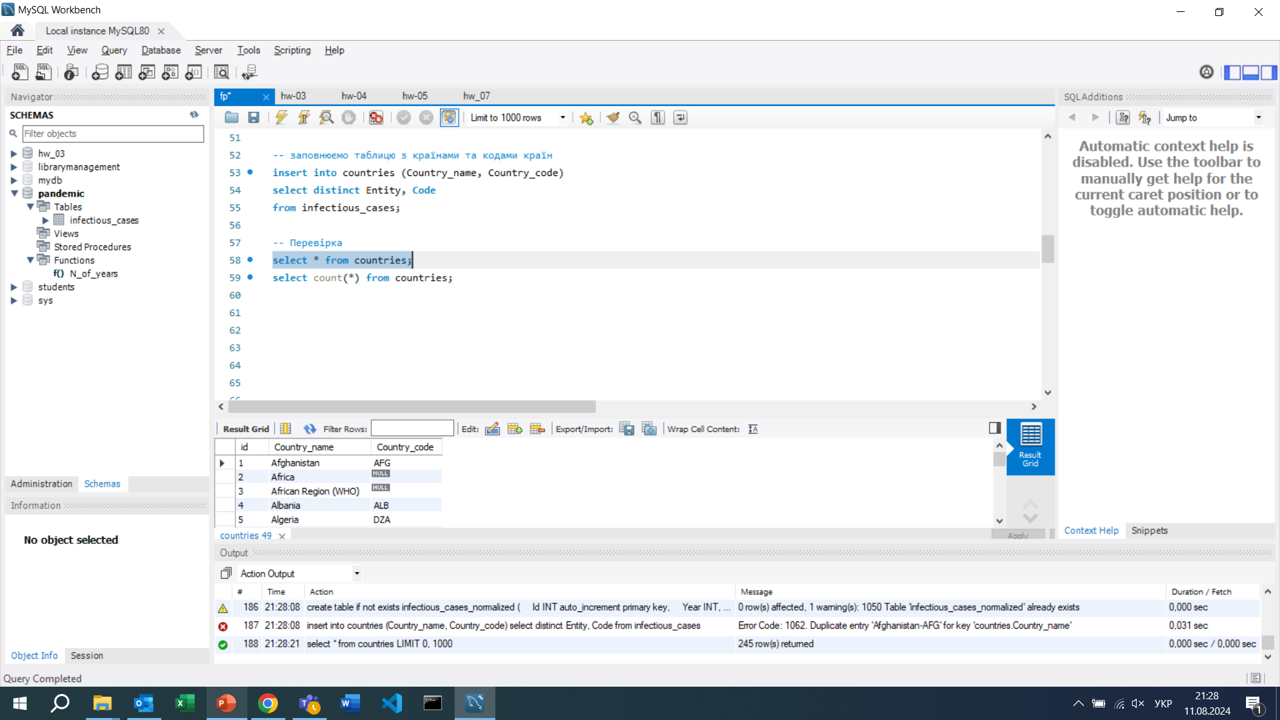 MySQL Workbench
Local instance MySQL80
File Edit View Query Database Server Tools Scripting Help
Navigator
SCHEMAS
Filter objects
hw_03
librarymanagement
mydb
pandemic
Tables
infectious_cases
Views
Stored Procedures
Functions
f() N_of_years
students
sys
Administration Schemas
Information
No object selected
Object Info Session
Query Completed
fp* hw-03 hw-04 hw-05 hw_07
Limit to 1000 rows
51
52 -- заповнюємо таблицю з країнами та кодами країн
53 insert into countries (Country_name, Country_code)
54 select distinct Entity, Code
55 from infectious_cases;
56
57 -- Перевірка
58 select * from countries;
59 select count(*) from countries;
60
61
62
63
64
65
Result Grid Filter Rows: Edit: Export/Import: Wrap Cell Content: IA
id Country_name Country_code
1 Afghanistan AFG
2 Africa NULL
3 African Region (WHO) NULL
4 Albania ALB
5 Algeria DZA
Result Grid
countries 49
Apply
Output
Action Output
# Time Action Message Duration / Fetch
186 21:28:08 create table if not exists infectious_cases_normalized ( Id INT auto_increment primary key, Year INT, ... 0 row(s) affected, 1 warning(s): 1050 Table 'infectious_cases_normalized' already exists 0,000 sec
187 21:28:08 insert into countries (Country_name, Country_code) select distinct Entity, Code from infectious_cases Error Code: 1062. Duplicate entry 'Afghanistan-AFG' for key 'countries.Country_name' 0,031 sec
188 21:28:21 select * from countries LIMIT 0, 1000 245 row(s) returned 0,000 sec / 0,000 sec
SQLAdditions
Jump to
Automatic context help is
disabled. Use the toolbar to
manually get help for the
current caret position or to
toggle automatic help.
Context Help Snippets
УКР
21:28
11.08.2024
1